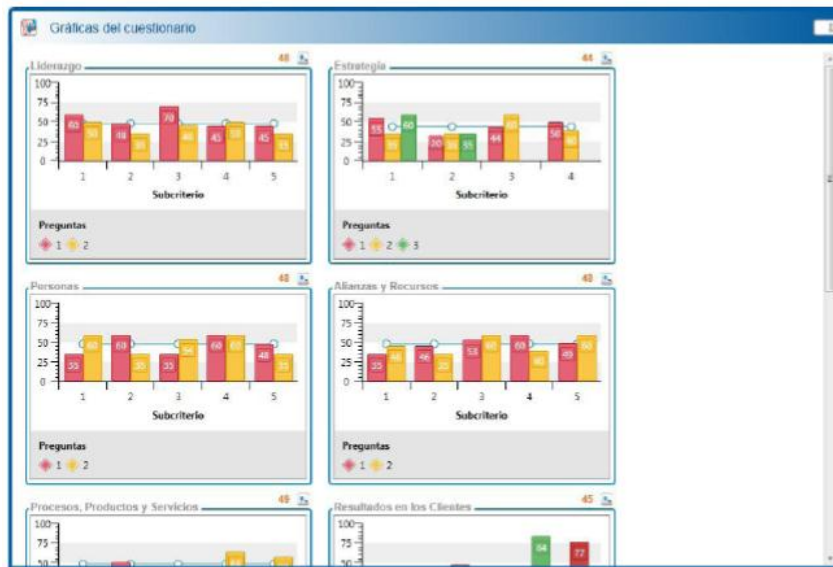 Gráficas del cuestionario
Liderazgo 48
100
75
50
25
0
60 50 48 35 70 46 45 50 45 35
1 2 3 4 5
Subcriterio
Preguntas
1 2
Estrategia 44
100
75
50
25
0
55 35 60 35 35 44 60 50
1 2 3 4
Subcriterio
Preguntas
1 2 3
Personas 48
100
75
50
25
0
35 60 60 35 35 54 60 60 48 35
1 2 3 4 5
Subcriterio
Preguntas
1 2
Alianzas y Recursos 48
100
75
50
25
0
35 46 46 35 53 60 60 40 49 60
1 2 3 4 5
Subcriterio
Preguntas
1 2
Procesos, Productos y Servicios 49
100
75
50
Resultados en los Clientes 45
100
75
50
84 77